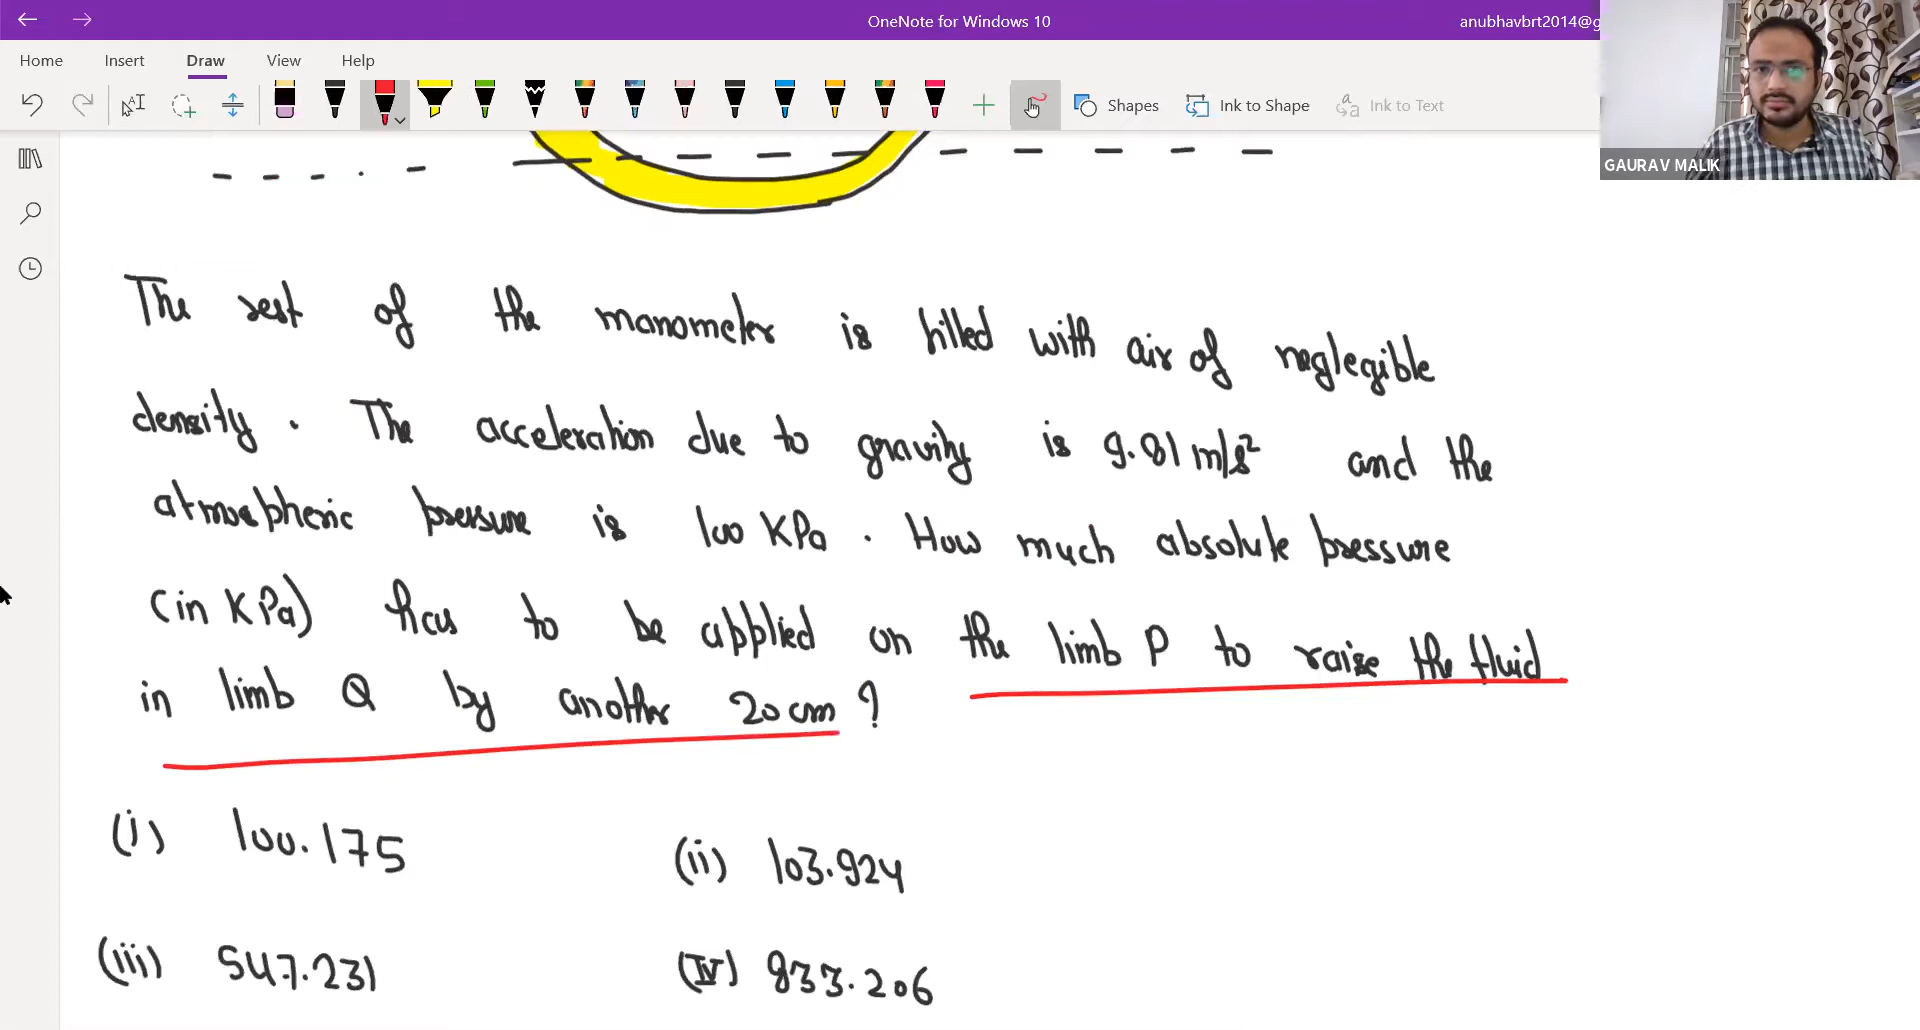 OneNote for Windows 10
anubhavbrt2014@g
Home Insert Draw View Help
Shapes Ink to Shape Ink to Text
GAURAV MALIK
The rest of the manometer is filled with air of neglegible
density. The acceleration due to gravity is 9.81 m/s²  and the
atmospheric pressure is 100 KPa. How much absolute pressure
(in KPa) has to be applied on the limb P to raise the fluid
in limb Q by another 20 cm ?
(i) 100.175 (ii) 103.924
(iii) 547.231 (IV) 833.206